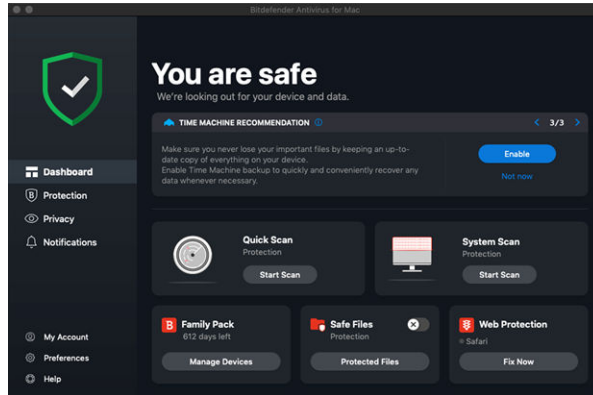 Bitdefender Antivirus for Mac
You are safe
We're looking out for your device and data.
TIME MACHINE RECOMMENDATION
3/3
Make sure you never lose your important files by keeping an up-to-
date copy of everything on your device.
Enable Time Machine backup to quickly and conveniently recover any
data whenever necessary.
Enable
Not now
Dashboard
B Protection
Privacy
Notifications
Quick Scan
Protection
Start Scan
System Scan
Protection
Start Scan
B Family Pack
612 days left
Manage Devices
Safe Files
Protection
Protected Files
Web Protection
Safari
Fix Now
My Account
Preferences
Help